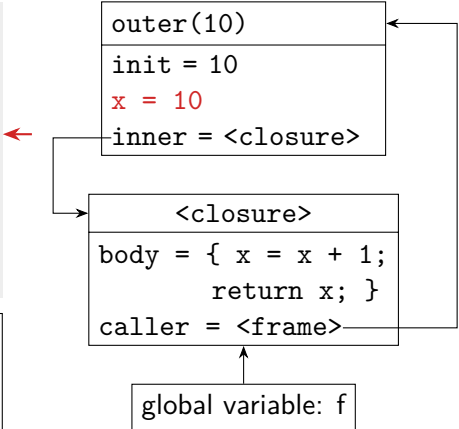 outer(10)
init = 10
x = 10
inner = <closure>
<closure>
body = { x = x + 1;
return x; }
caller = <frame>
global variable: f